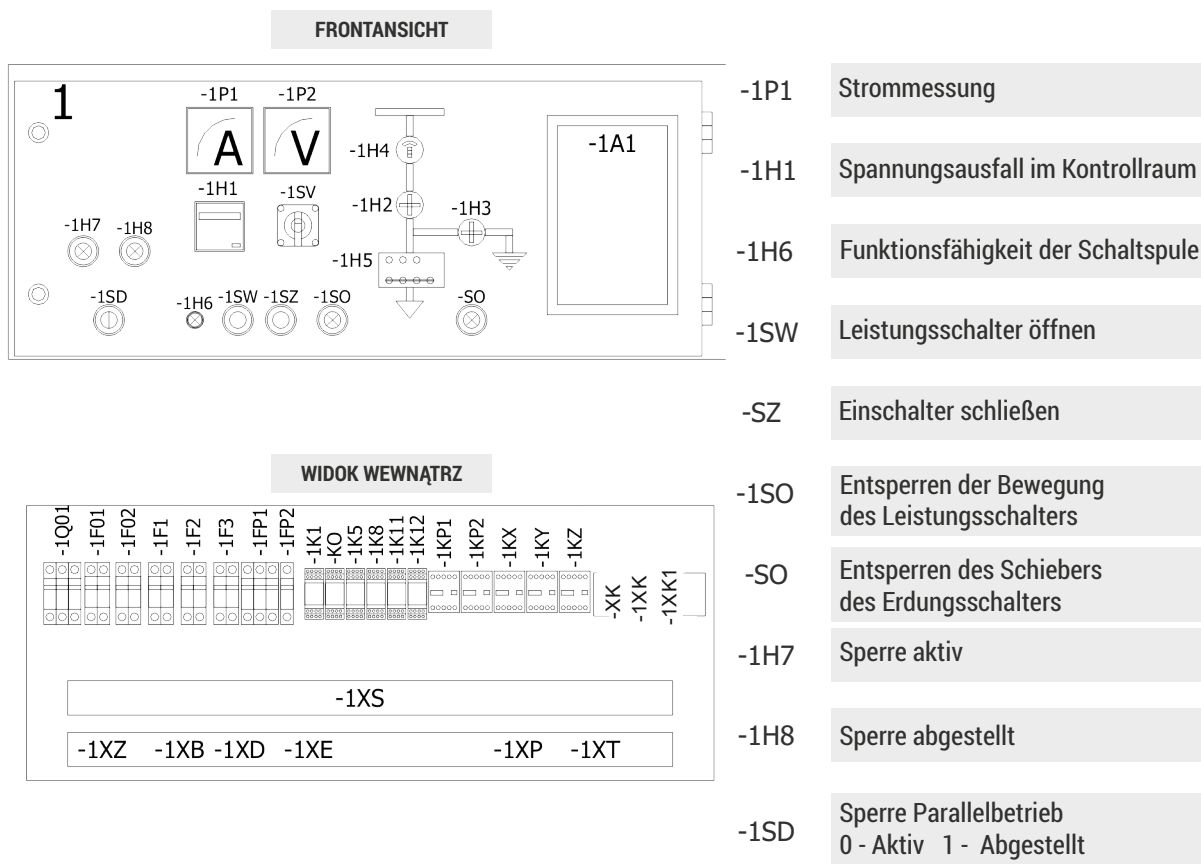 FRONTANSICHT
1
-1P1 -1P2
A V
-1H4
-1A1
-1H1 -1SV
-1H2 -1H3
-1H7 -1H8
-1H5
-1SD -1H6 -1SW -1SZ -1SO -SO
WIDOK WEWNĄTRZ
-1Q01 -1F01 -1F02 -1F1 -1F2 -1F3 -1FP1 -1FP2 -1K1 -KO -1K5 -1K8 -1K11 -1K12 -1KP1 -1KP2 -1KX -1KY -1KZ
-XK -1XK -1XK1
-1XS
-1XZ -1XB -1XD -1XE -1XP -1XT
-1P1 Strommessung
-1H1 Spannungsausfall im Kontrollraum
-1H6 Funktionsfähigkeit der Schaltspule
-1SW Leistungsschalter öffnen
-SZ Einschalter schließen
-1SO Entsperren der Bewegung
des Leistungsschalters
-SO Entsperren des Schiebers
des Erdungsschalters
-1H7 Sperre aktiv
-1H8 Sperre abgestellt
-1SD Sperre Parallelbetrieb
0 - Aktiv 1 - Abgestellt